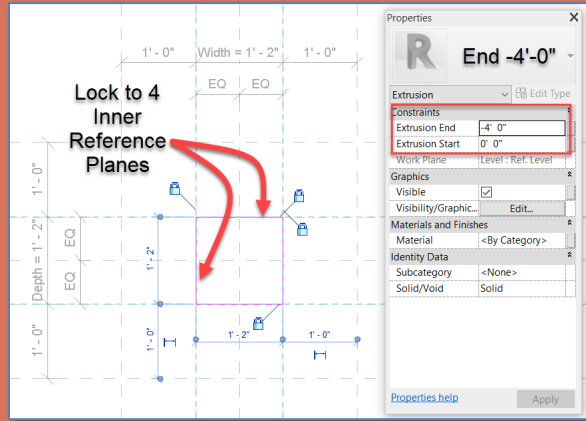 1' - 0"
Width = 1' - 2"
1' - 0"
EQ
EQ
Lock to 4
Inner
Reference
Planes
1' - 0"
Depth = 1' - 2"
EQ
EQ
1' - 0"
1' - 2"
1' - 0"
1' - 2"
1' - 0"
Properties
R
End -4'-0"
Extrusion
Edit Type
Constraints
Extrusion End
-4' 0"
Extrusion Start
0' 0"
Work Plane
Level : Ref. Level
Graphics
Visible
Visibility/Graphic...
Edit...
Materials and Finishes
Material
<By Category>
Identity Data
Subcategory
<None>
Solid/Void
Solid
Properties help
Apply